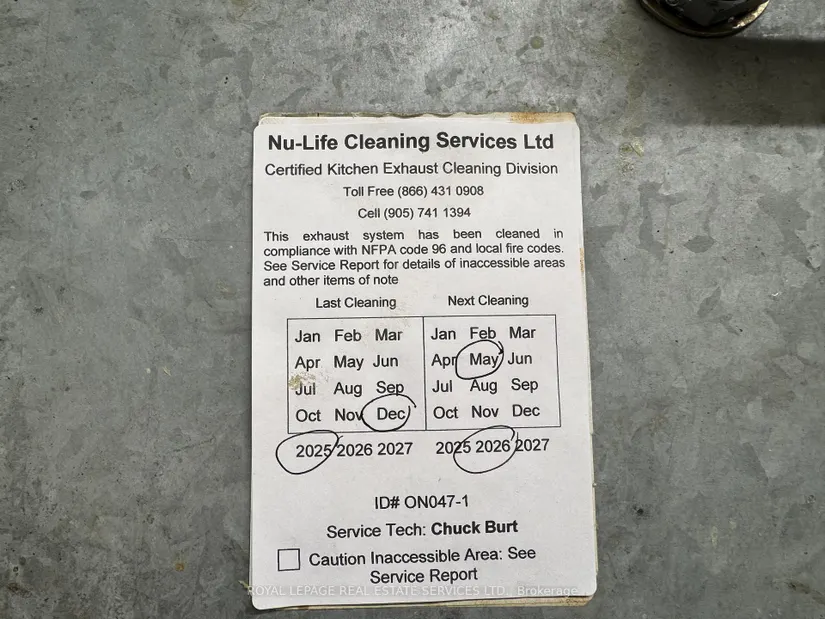 Nu-Life Cleaning Services Ltd
Certified Kitchen Exhaust Cleaning Division
Toll Free (866) 431 0908
Cell (905) 741 1394
This exhaust system has been cleaned in
compliance with NFPA code 96 and local fire codes.
See Service Report for details of inaccessible areas
and other items of note
Last Cleaning Next Cleaning
Jan Feb Mar Jan Feb Mar
Apr May Jun Apr May Jun
Jul Aug Sep Jul Aug Sep
Oct Nov Dec Oct Nov Dec
2025 2026 2027 2025 2026 2027
ID# ON047-1
Service Tech: Chuck Burt
Caution Inaccessible Area: See
Service Report
ROYAL LEPAGE REAL ESTATE SERVICES LTD., Brokerage